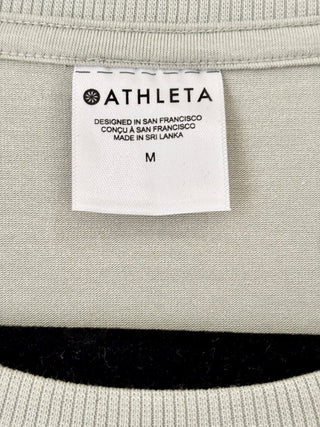 ATHLETA
DESIGNED IN SAN FRANCISCO
CONÇU À SAN FRANCISCO
MADE IN SRI LANKA
M